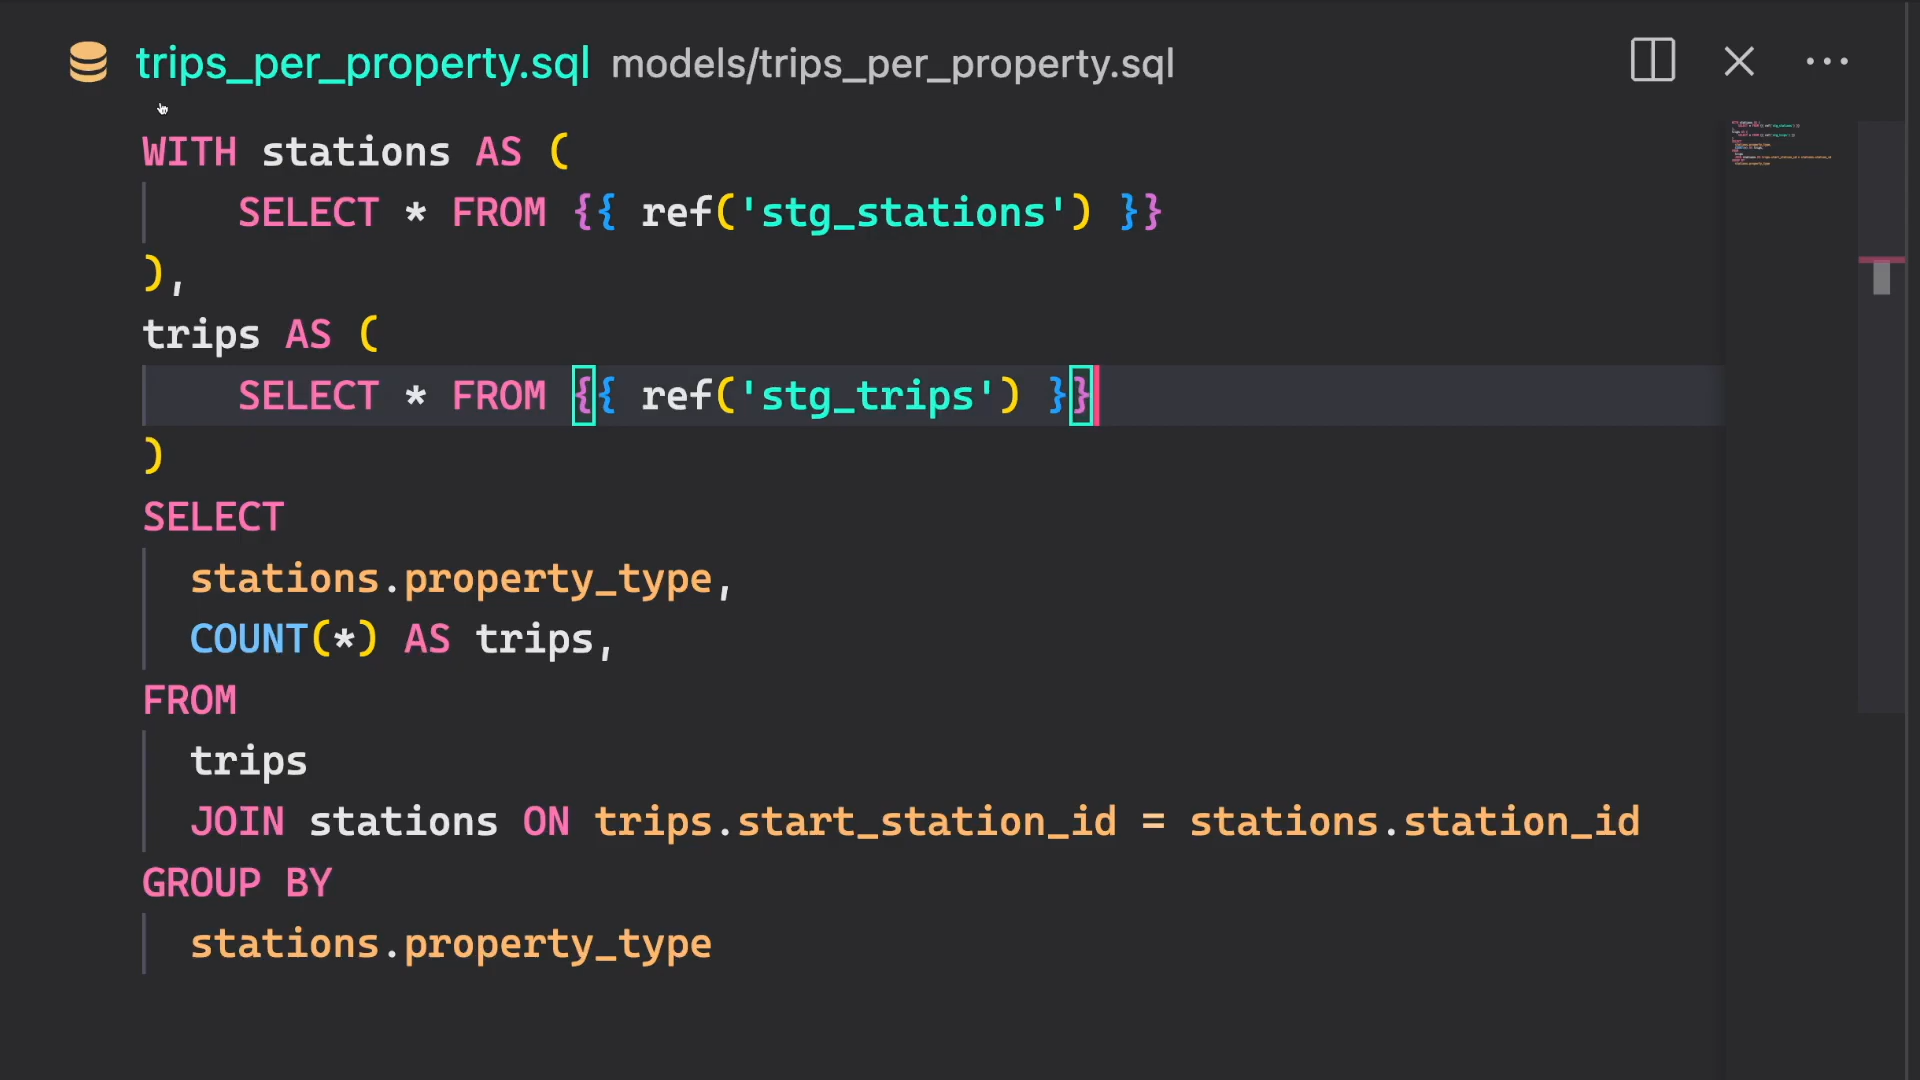 trips_per_property.sql models/trips_per_property.sql
WITH stations AS (
    SELECT * FROM {{ ref('stg_stations') }}
),
trips AS (
    SELECT * FROM {{ ref('stg_trips') }}
)
SELECT
  stations.property_type,
  COUNT(*) AS trips,
FROM
  trips
  JOIN stations ON trips.start_station_id = stations.station_id
GROUP BY
  stations.property_type